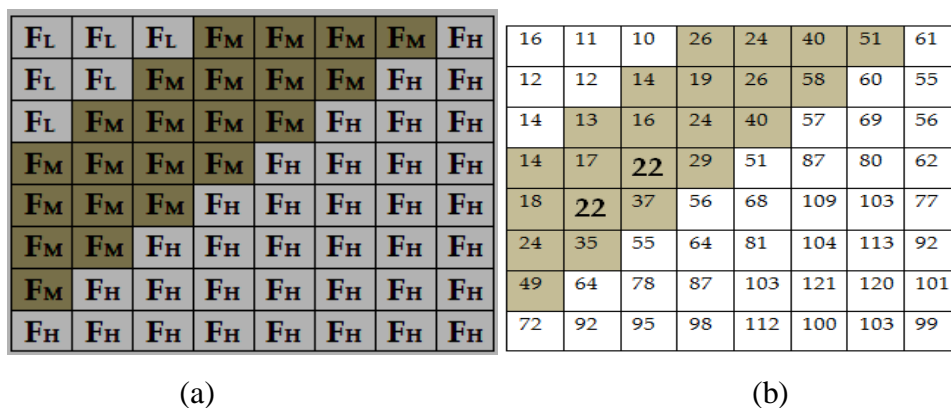 FL FL FL FM FM FM FM FH
FL FL FM FM FM FM FH FH
FL FM FM FM FM FH FH FH
FM FM FM FM FH FH FH FH
FM FM FM FH FH FH FH FH
FM FM FH FH FH FH FH FH
FM FH FH FH FH FH FH FH
FH FH FH FH FH FH FH FH
(a)
16 11 10 26 24 40 51 61
12 12 14 19 26 58 60 55
14 13 16 24 40 57 69 56
14 17 22 29 51 87 80 62
18 22 37 56 68 109 103 77
24 35 55 64 81 104 113 92
49 64 78 87 103 121 120 101
72 92 95 98 112 100 103 99
(b)